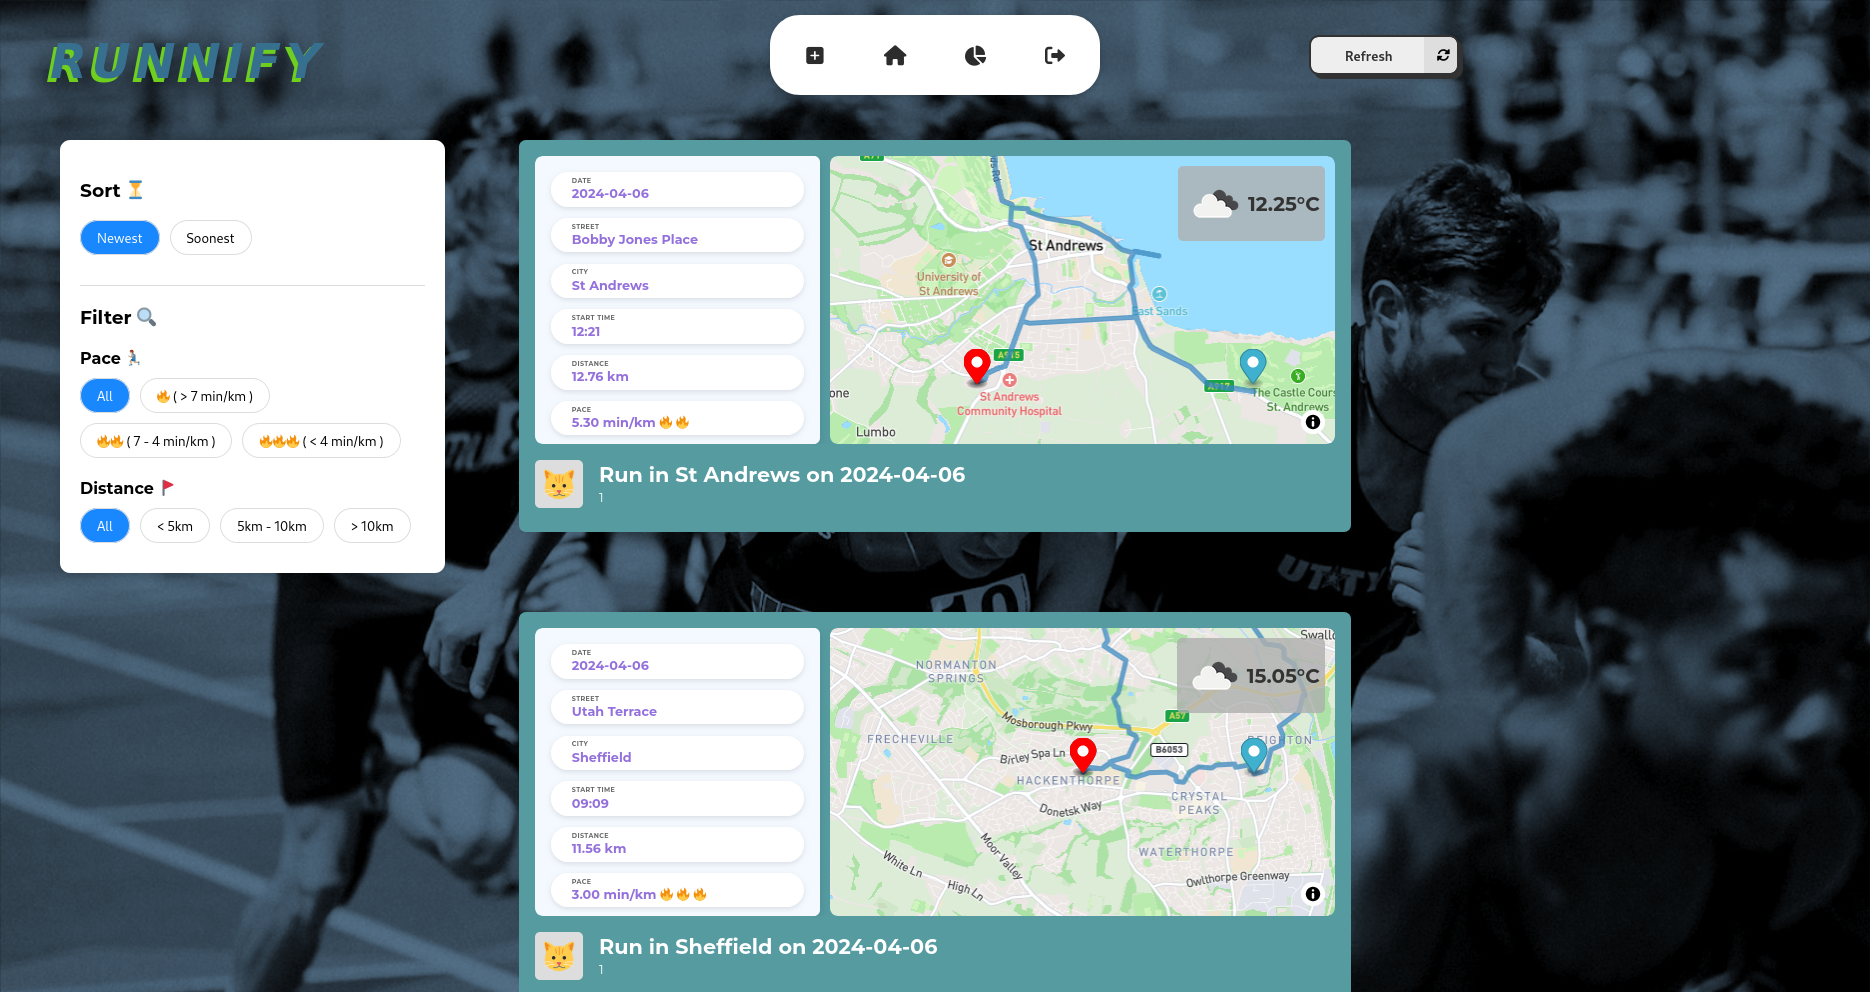 RUNNIFY
Refresh
Sort
Newest
Soonest
Filter
Pace
All
( > 7 min/km )
( 7 - 4 min/km )
( < 4 min/km )
Distance
All
< 5km
5km - 10km
> 10km
DATE
2024-04-06
STREET
Bobby Jones Place
CITY
St Andrews
START TIME
12:21
DISTANCE
12.76 km
PACE
5.30 min/km
12.25°C
St Andrews
University of
St Andrews
East Sands
A915
St Andrews
Community Hospital
A917
The Castle Cours
St. Andrews
Lumbo
Run in St Andrews on 2024-04-06
1
DATE
2024-04-06
STREET
Utah Terrace
CITY
Sheffield
START TIME
09:09
DISTANCE
11.56 km
PACE
3.00 min/km
15.05°C
NORMANTON
SPRINGS
A57
Mosborough Pkwy
FRECHEVILLE
Birley Spa Ln
B6053
BEIGHTON
HACKENTHORPE
CRYSTAL
PEAKS
Donetsk Way
Moor Valley
WATERTHORPE
White Ln
High Ln
Owlthorpe Greenway
Run in Sheffield on 2024-04-06
1